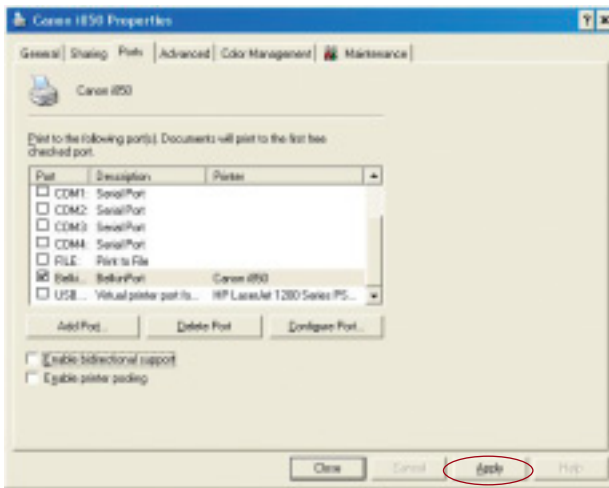 Canon i850 Properties
General Sharing Ports Advanced Color Management Maintenance
Canon i850
Print to the following port(s). Documents will print to the first free
checked port.
Port Description Printer
COM1: Serial Port
COM2: Serial Port
COM3: Serial Port
COM4: Serial Port
FILE: Print to File
Belki... BelkinPort Canon i850
USB... Virtual printer port fo... HP LaserJet 1200 Series PS...
Add Port... Delete Port Configure Port...
Enable bidirectional support
Enable printer pooling
Close Cancel Apply Help